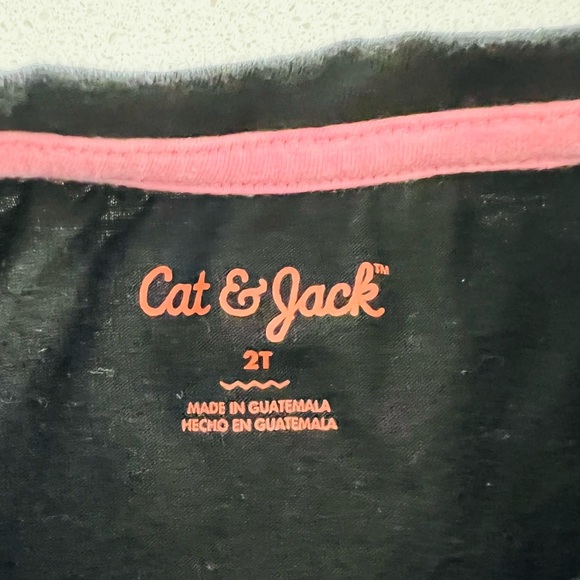 Cat & Jack™
2T
MADE IN GUATEMALA
HECHO EN GUATEMALA